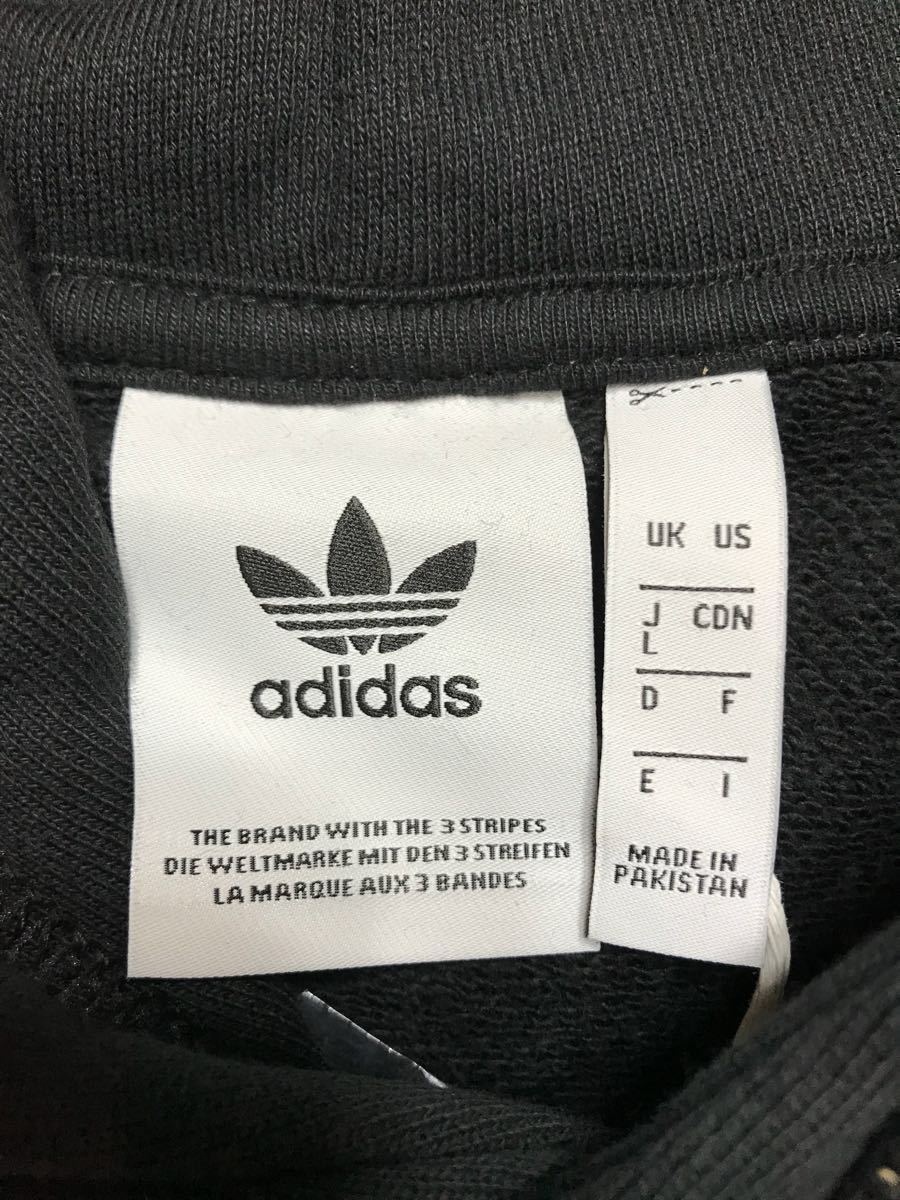 adidas
THE BRAND WITH THE 3 STRIPES
DIE WELTMARKE MIT DEN 3 STREIFEN
LA MARQUE AUX 3 BANDES
UK US
J CDN
L
D F
E I
MADE IN
PAKISTAN